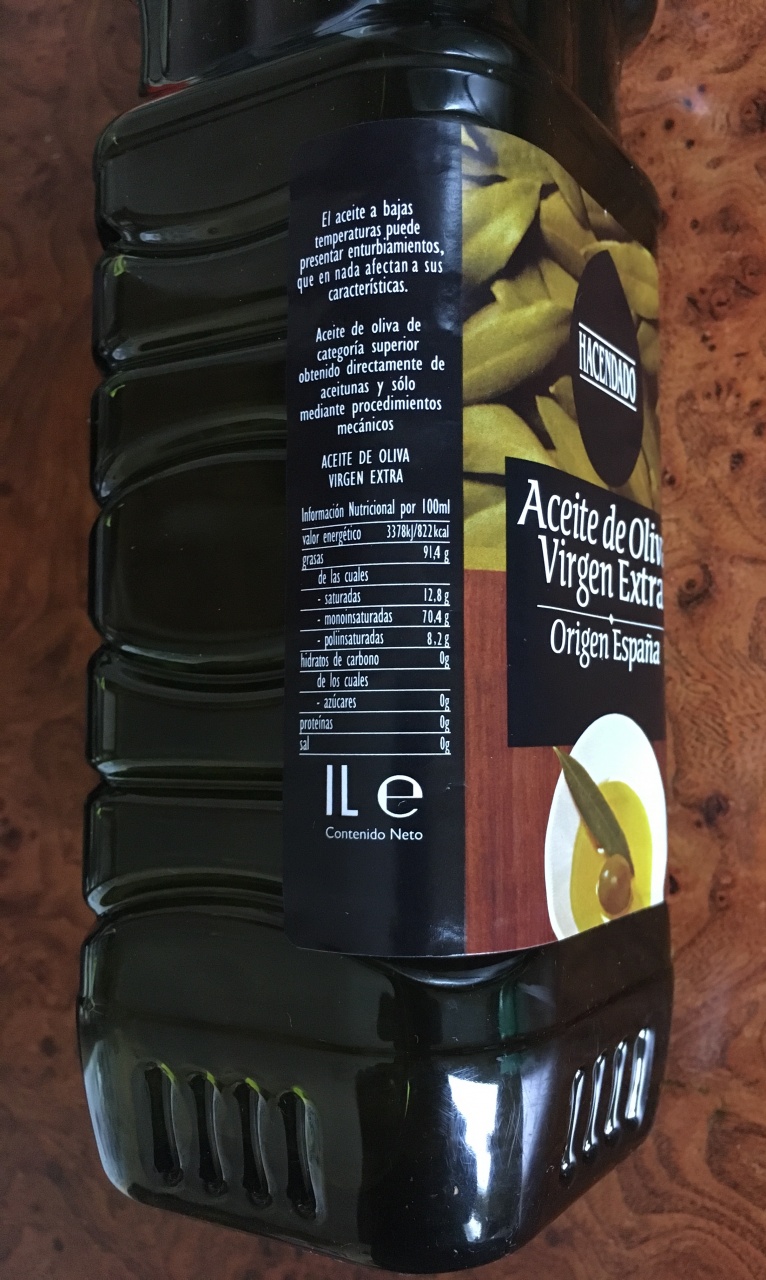 El aceite a bajas
temperaturas puede
presentar enturbiamientos,
que en nada afectan a sus
características.
Aceite de oliva de
categoría superior
obtenido directamente de
aceitunas y sólo
mediante procedimientos
mecánicos
ACEITE DE OLIVA
VIRGEN EXTRA
Información Nutricional por 100ml
valor energético 3378kJ/822kcal
grasas 91,4 g
de las cuales
- saturadas 12,8 g
- monoinsaturadas 70,4 g
- poliinsaturadas 8,2 g
hidratos de carbono 0g
de los cuales
- azúcares 0g
proteínas 0g
sal 0g
1L e
Contenido Neto
HACENDADO
Aceite de Oliv
Virgen Extra
Origen España